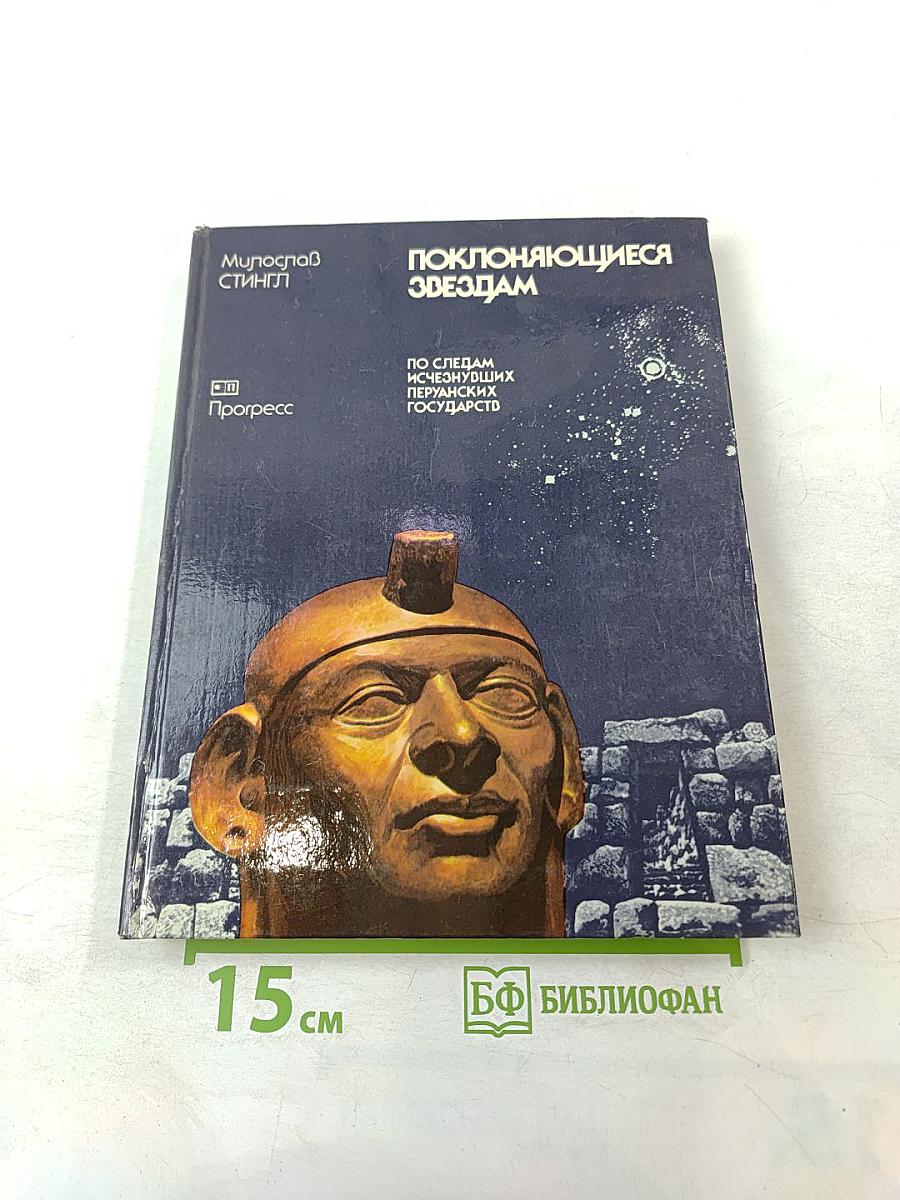 Милослав
СТИНГЛ
ПОКЛОНЯЮЩИЕСЯ
ЗВЕЗДАМ
ПО СЛЕДАМ
ИСЧЕЗНУВШИХ
ПЕРУАНСКИХ
ГОСУДАРСТВ
П
Прогресс
15 см
БФ БИБЛИОФАН